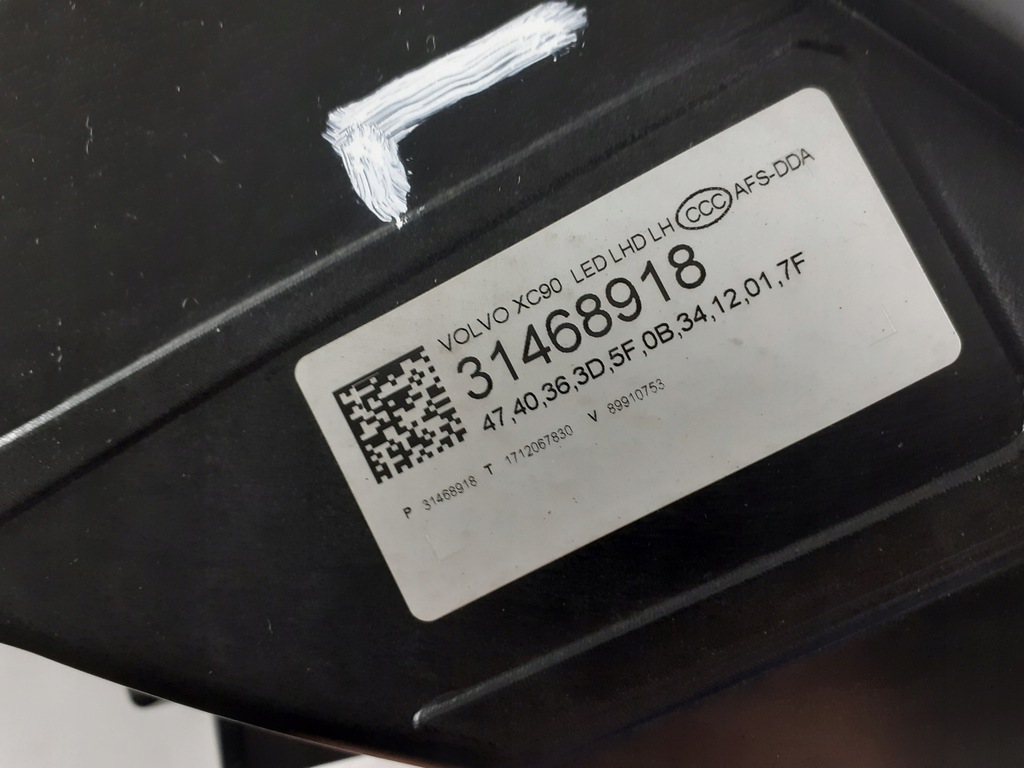 VOLVO XC90 LED LHD LH CCC AFS-DDA
31468918
47,40,36,3D,5F,0B,34,12,01,7F
P 31468918 T 1712067830 V 89910753